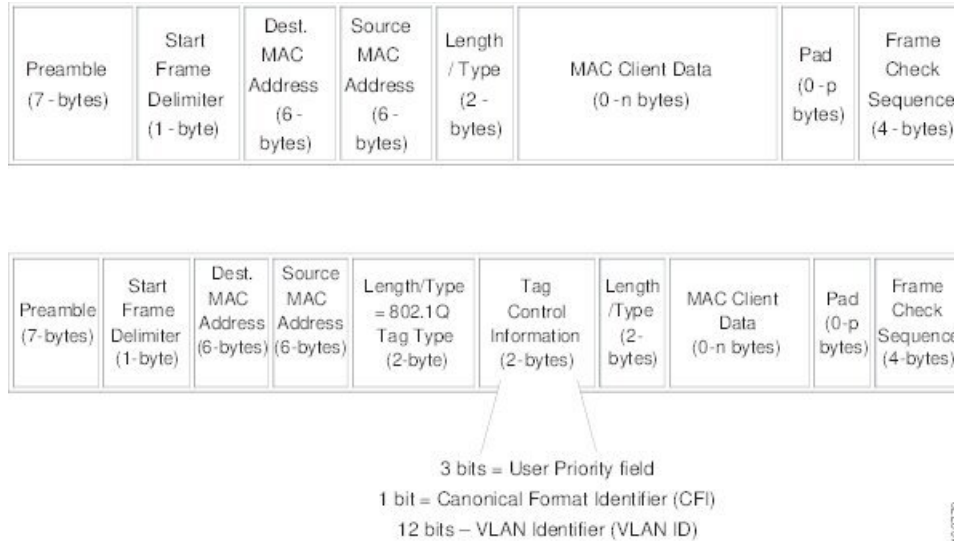 Preamble
(7 - bytes)
Start
Frame
Delimiter
(1 - byte)
Dest.
MAC
Address
(6 -
bytes)
Source
MAC
Address
(6 -
bytes)
Length
/ Type
(2 -
bytes)
MAC Client Data
(0 -n bytes)
Pad
(0 -p
bytes)
Frame
Check
Sequence
(4 - bytes)
Preamble
(7-bytes)
Start
Frame
Delimiter
(1-byte)
Dest.
MAC
Address
(6-bytes)
Source
MAC
Address
(6-bytes)
Length/Type
= 802.1Q
Tag Type
(2-byte)
Tag
Control
Information
(2-bytes)
Length
/Type
(2-
bytes)
MAC Client
Data
(0-n bytes)
Pad
(0-p
bytes)
Frame
Check
Sequence
(4-bytes)
3 bits = User Priority field
1 bit = Canonical Format Identifier (CFI)
12 bits – VLAN Identifier (VLAN ID)